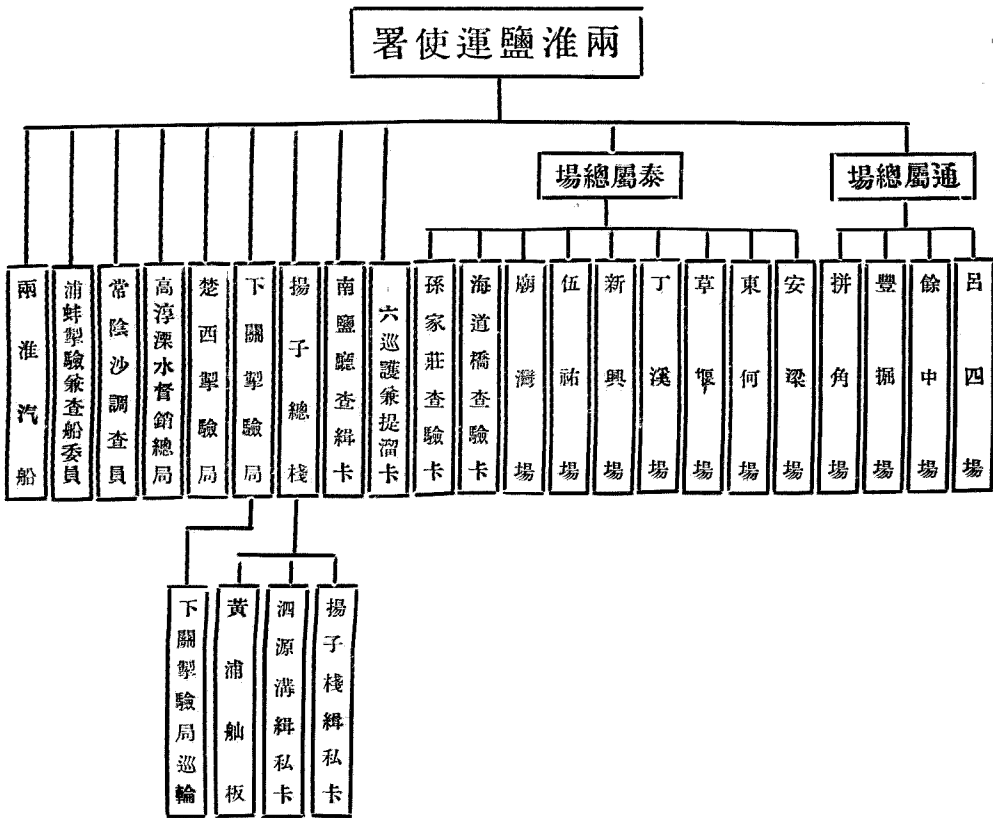 兩淮鹽運使署
通屬總場
泰屬總場
呂四場
餘中場
豐掘場
拼角場
安梁場
東何場
草堰場
丁溪場
新興場
伍祐場
廟灣場
海道橋查驗卡
孫家莊查驗卡
六巡護兼提溜卡
南鹽廳查緝卡
揚子總棧
下關掣驗局
楚西掣驗局
高淳溧水督銷總局
常陰沙調查員
浦蚌掣驗兼查船委員
兩淮汽船
揚子棧緝私卡
泗源溝緝私卡
黃浦舢板
下關掣驗局巡輪